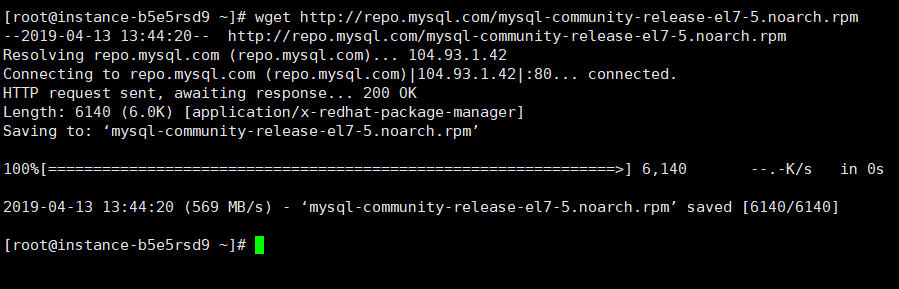 [root@instance-b5e5rsd9 ~]# wget http://repo.mysql.com/mysql-community-release-el7-5.noarch.rpm
--2019-04-13 13:44:20--  http://repo.mysql.com/mysql-community-release-el7-5.noarch.rpm
Resolving repo.mysql.com (repo.mysql.com)... 104.93.1.42
Connecting to repo.mysql.com (repo.mysql.com)|104.93.1.42|:80... connected.
HTTP request sent, awaiting response... 200 OK
Length: 6140 (6.0K) [application/x-redhat-package-manager]
Saving to: ‘mysql-community-release-el7-5.noarch.rpm’
100%[===============================================================>] 6,140       --.-K/s   in 0s
2019-04-13 13:44:20 (569 MB/s) - ‘mysql-community-release-el7-5.noarch.rpm’ saved [6140/6140]
[root@instance-b5e5rsd9 ~]#